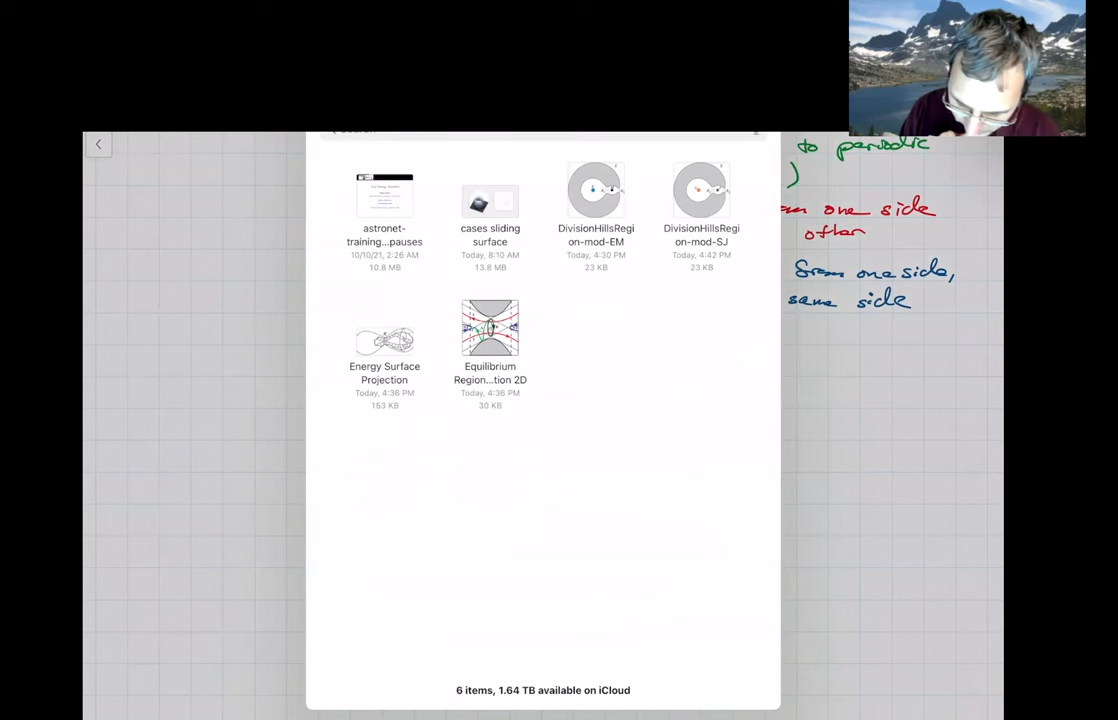 to periodic
)
one side
often
from one side,
same side
astronet-
training...pauses
10/10/21, 2:26 AM
10.8 MB
cases sliding
surface
Today, 8:10 AM
13.8 MB
DivisionHillsRegi
on-mod-EM
Today, 4:30 PM
23 KB
DivisionHillsRegi
on-mod-SJ
Today, 4:42 PM
23 KB
Energy Surface
Projection
Today, 4:36 PM
153 KB
Equilibrium
Region...tion 2D
Today, 4:36 PM
30 KB
6 items, 1.64 TB available on iCloud